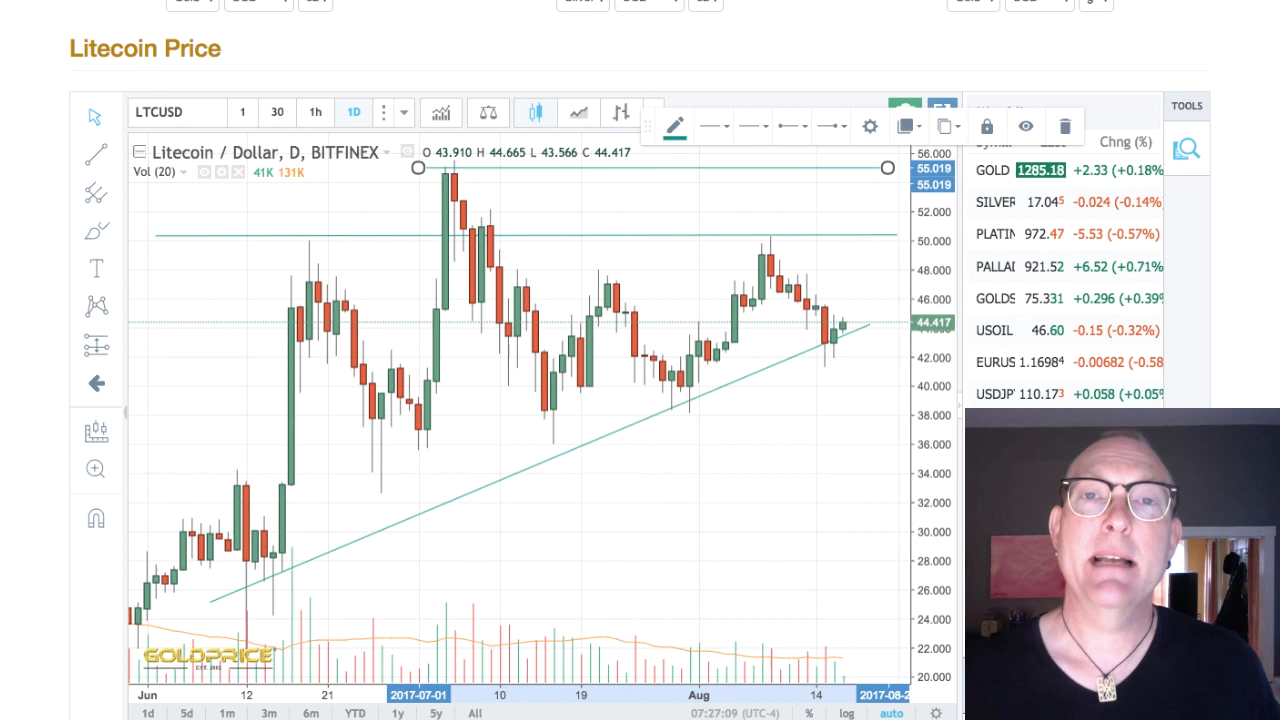 Litecoin Price
LTCUSD 1 30 1h 1D
TOOLS
Litecoin / Dollar, D, BITFINEX O 43.910 H 44.665 L 43.566 C 44.417
Vol (20) 41K 131K
Chng (%)
GOLD 1285.18 +2.33 (+0.18%
SILVER 17.045 -0.024 (-0.14%)
PLATIN 972.47 -5.53 (-0.57%)
PALLAI 921.52 +6.52 (+0.71%
GOLDS 75.331 +0.296 (+0.39%
USOIL 46.60 -0.15 (-0.32%)
EURUS 1.16984 -0.00682 (-0.58
USDJP 110.173 +0.058 (+0.05%
56.000
55.019
55.019
52.000
50.000
48.000
46.000
44.417
42.000
40.000
38.000
36.000
34.000
32.000
30.000
28.000
26.000
24.000
22.000
20.000
GOLDPRICE
EST. 2002
Jun 12 21 2017-07-01 10 19 Aug 14 2017-08-2
1d 5d 1m 3m 6m YTD 1y 5y All 07:27:09 (UTC-4) % log auto